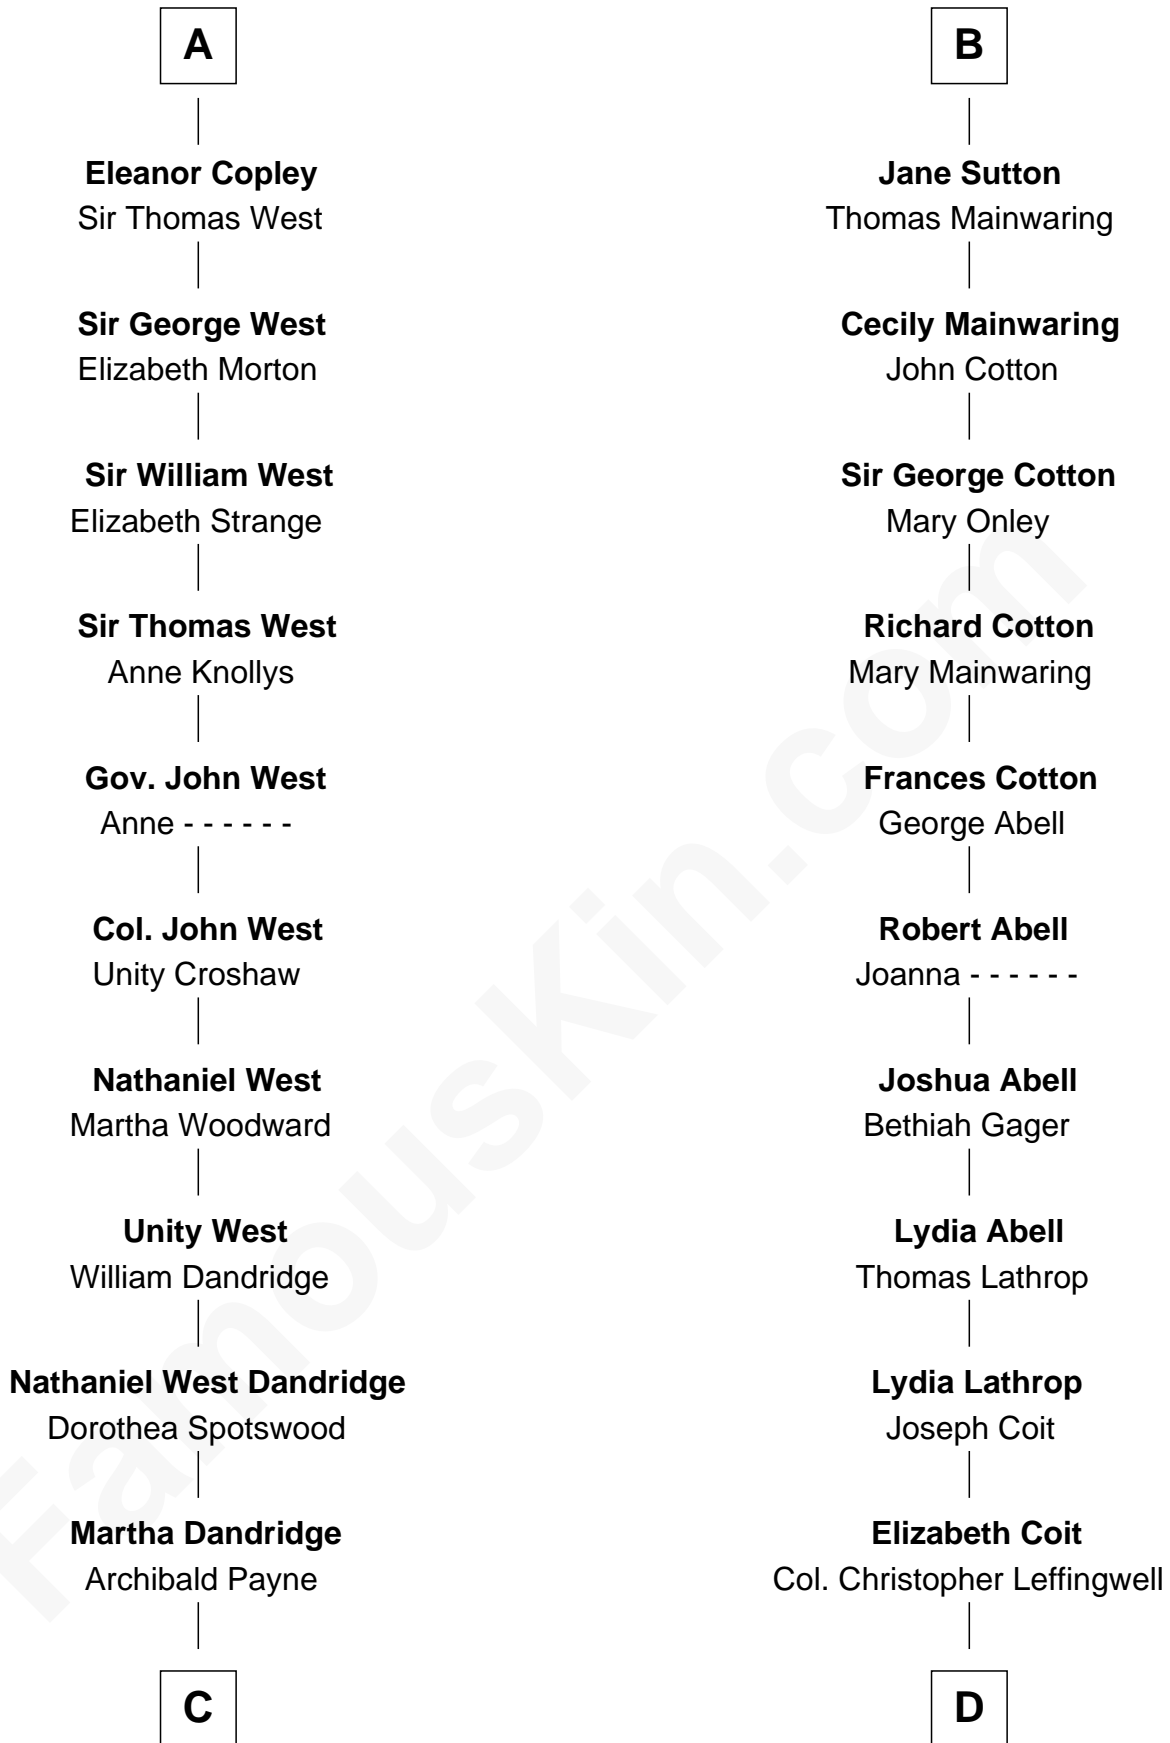 A
Eleanor Copley
Sir Thomas West
Sir George West
Elizabeth Morton
Sir William West
Elizabeth Strange
Sir Thomas West
Anne Knollys
Gov. John West
Anne - - - - - -
Col. John West
Unity Croshaw
Nathaniel West
Martha Woodward
Unity West
William Dandridge
Nathaniel West Dandridge
Dorothea Spotswood
Martha Dandridge
Archibald Payne
C
B
Jane Sutton
Thomas Mainwaring
Cecily Mainwaring
John Cotton
Sir George Cotton
Mary Onley
Richard Cotton
Mary Mainwaring
Frances Cotton
George Abell
Robert Abell
Joanna - - - - - -
Joshua Abell
Bethiah Gager
Lydia Abell
Thomas Lathrop
Lydia Lathrop
Joseph Coit
Elizabeth Coit
Col. Christopher Leffingwell
D
FamousKin.com